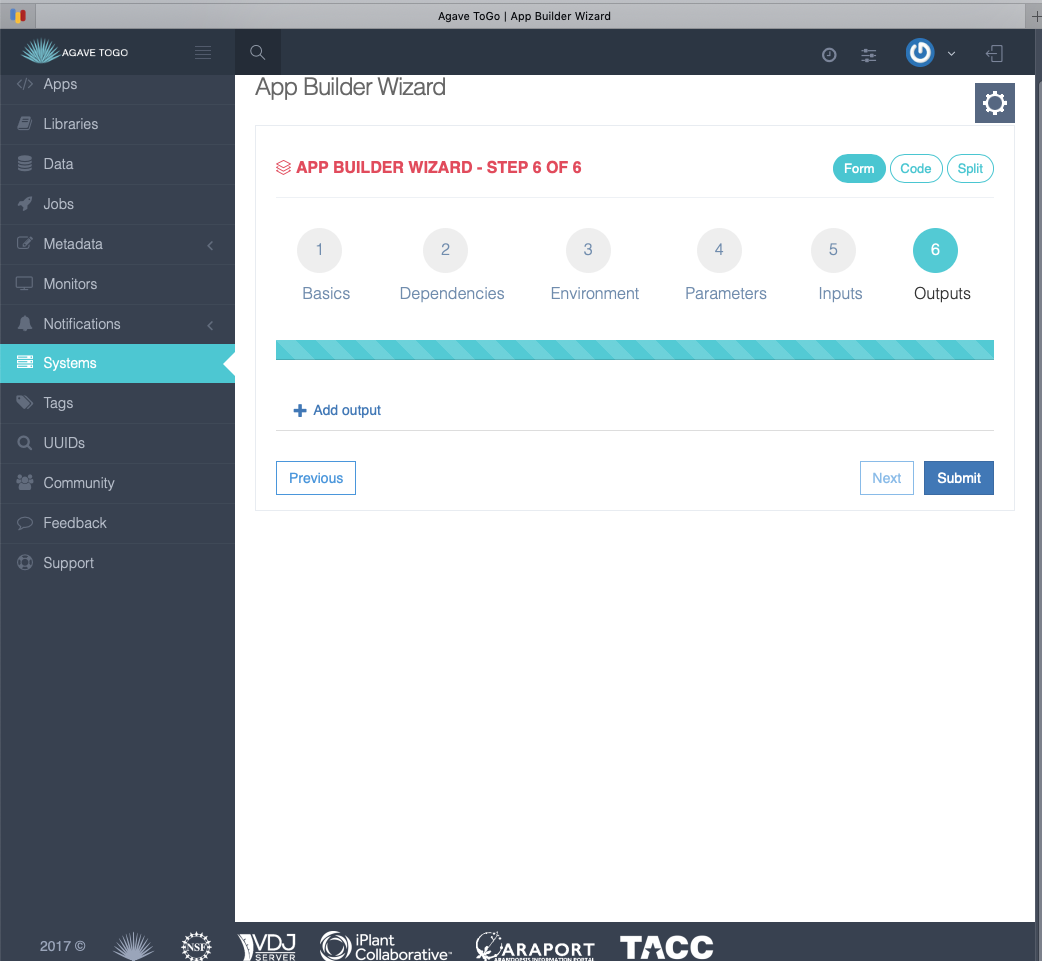 Agave ToGo | App Builder Wizard
AGAVE TOGO
Apps
Libraries
Data
Jobs
Metadata
Monitors
Notifications
Systems
Tags
UUIDs
Community
Feedback
Support
App Builder Wizard
APP BUILDER WIZARD - STEP 6 OF 6
Form Code Split
1 2 3 4 5 6
Basics Dependencies Environment Parameters Inputs Outputs
Add output
Previous Next Submit
2017 ©
NSF
VDJ
SERVER
iPlant
Collaborative™
ARAPORT
ARABIDOPSIS INFORMATION PORTAL
TACC